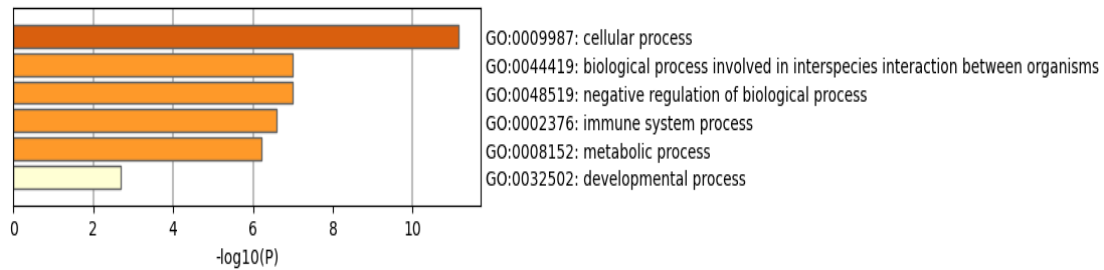 GO:0009987: cellular process
GO:0044419: biological process involved in interspecies interaction between organisms
GO:0048519: negative regulation of biological process
GO:0002376: immune system process
GO:0008152: metabolic process
GO:0032502: developmental process
0 2 4 6 8 10
-log10(P)